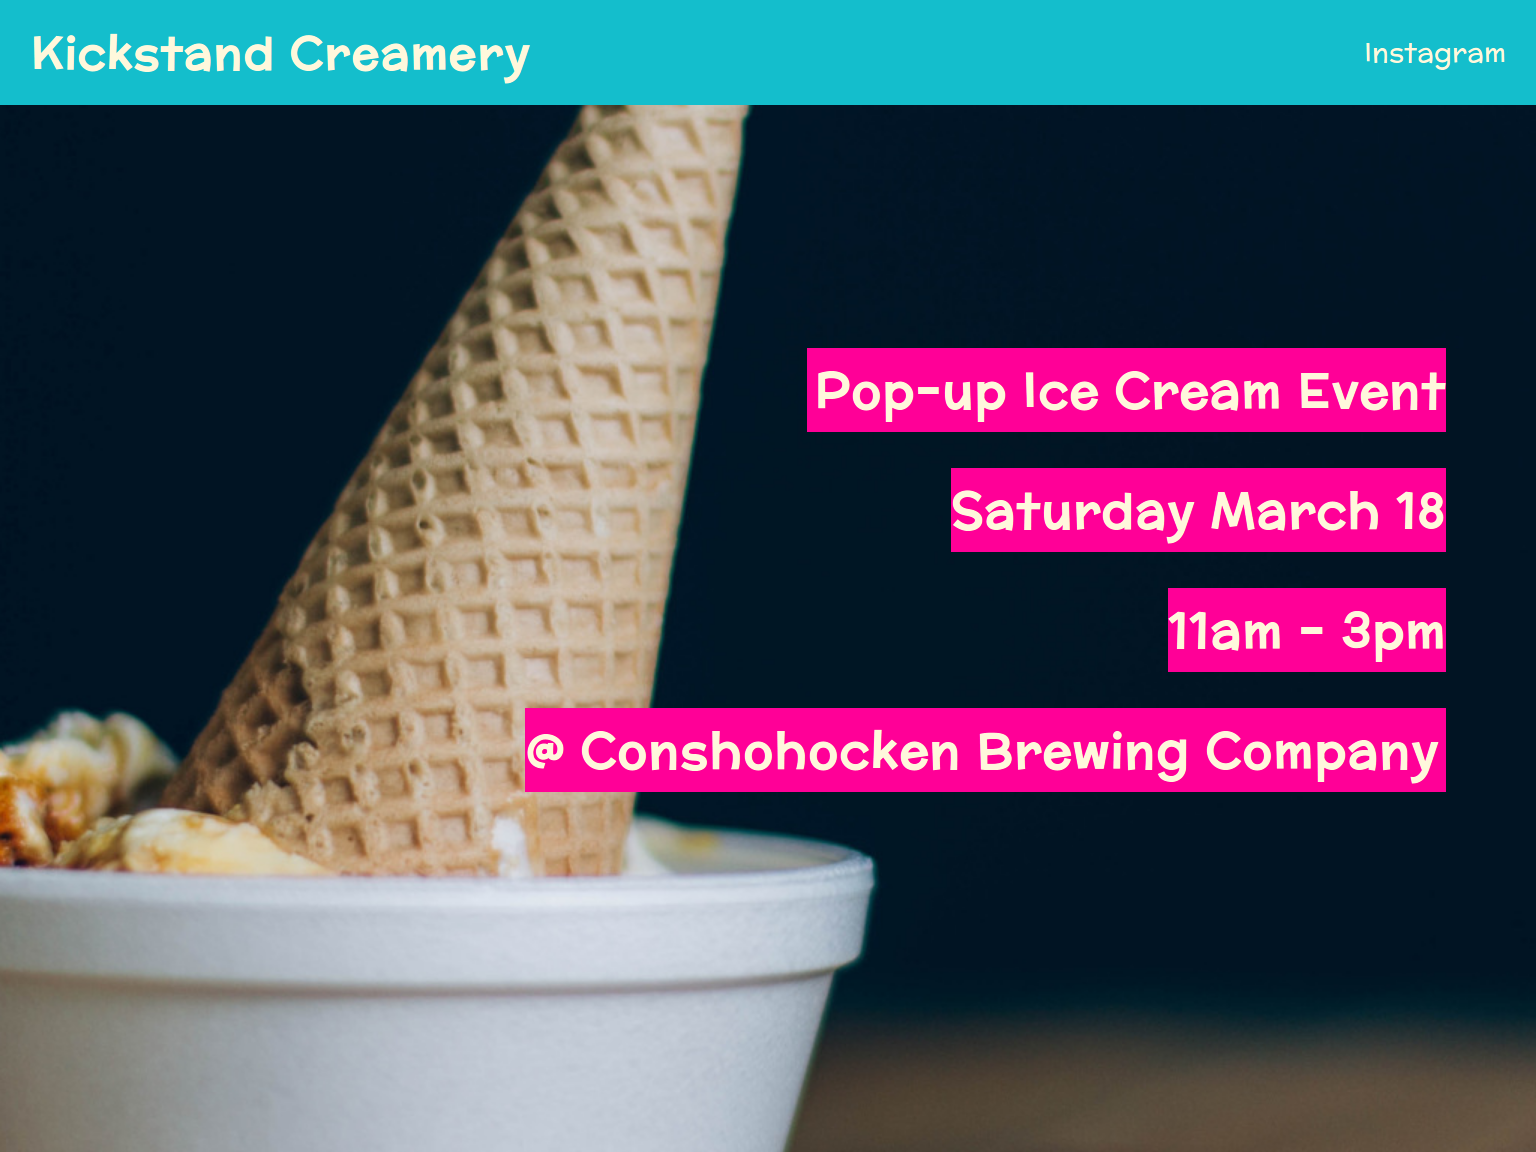 Kickstand Creamery
Instagram
Pop-up Ice Cream Event
Saturday March 18
11am - 3pm
@ Conshohocken Brewing Company